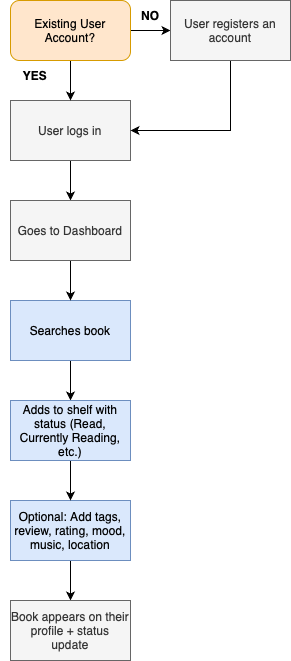 Existing User
Account?
NO
User registers an
account
YES
User logs in
Goes to Dashboard
Searches book
Adds to shelf with
status (Read,
Currently Reading,
etc.)
Optional: Add tags,
review, rating, mood,
music, location
Book appears on their
profile + status
update